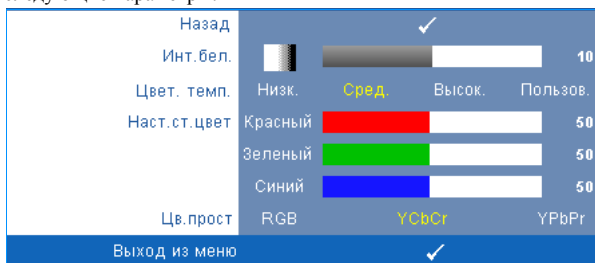 Назад
Инт.бел. 10
Цвет. темп. Низк. Сред. Высок. Пользов.
Наст.ст.цвет Красный 50
Зеленый 50
Синий 50
Цв.прост RGB YCbCr YPbPr
Выход из меню